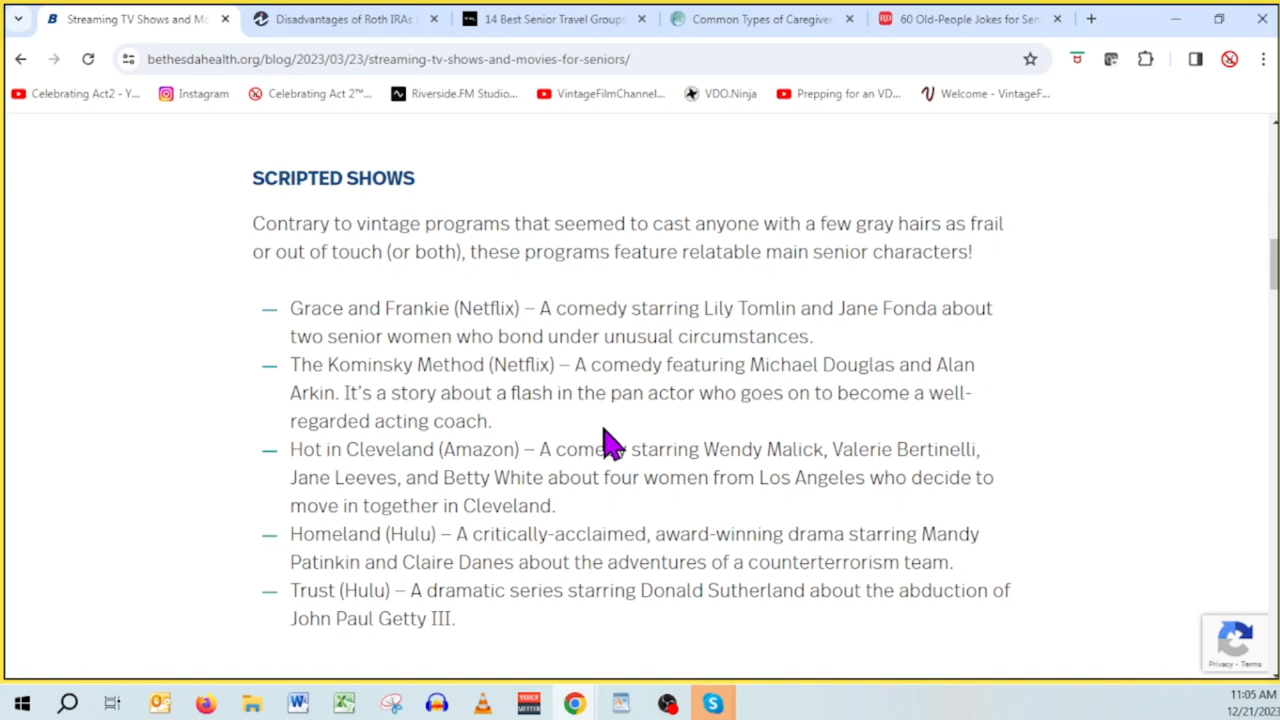 Streaming TV Shows and Mo
Disadvantages of Roth IRAs
14 Best Senior Travel Groups
Common Types of Caregiver
60 Old-People Jokes for Sen
bethesdahealth.org/blog/2023/03/23/streaming-tv-shows-and-movies-for-seniors/
Celebrating Act2 - Y...
Instagram
Celebrating Act 2™...
Riverside.FM Studio...
VintageFilmChannel...
VDO.Ninja
Prepping for an VD...
Welcome - VintageF...
SCRIPTED SHOWS
Contrary to vintage programs that seemed to cast anyone with a few gray hairs as frail
or out of touch (or both), these programs feature relatable main senior characters!
— Grace and Frankie (Netflix) – A comedy starring Lily Tomlin and Jane Fonda about
two senior women who bond under unusual circumstances.
— The Kominsky Method (Netflix) – A comedy featuring Michael Douglas and Alan
Arkin. It's a story about a flash in the pan actor who goes on to become a well-
regarded acting coach.
— Hot in Cleveland (Amazon) – A comedy starring Wendy Malick, Valerie Bertinelli,
Jane Leeves, and Betty White about four women from Los Angeles who decide to
move in together in Cleveland.
— Homeland (Hulu) – A critically-acclaimed, award-winning drama starring Mandy
Patinkin and Claire Danes about the adventures of a counterterrorism team.
— Trust (Hulu) – A dramatic series starring Donald Sutherland about the abduction of
John Paul Getty III.
Privacy - Terms
11:05 AM
12/21/2023